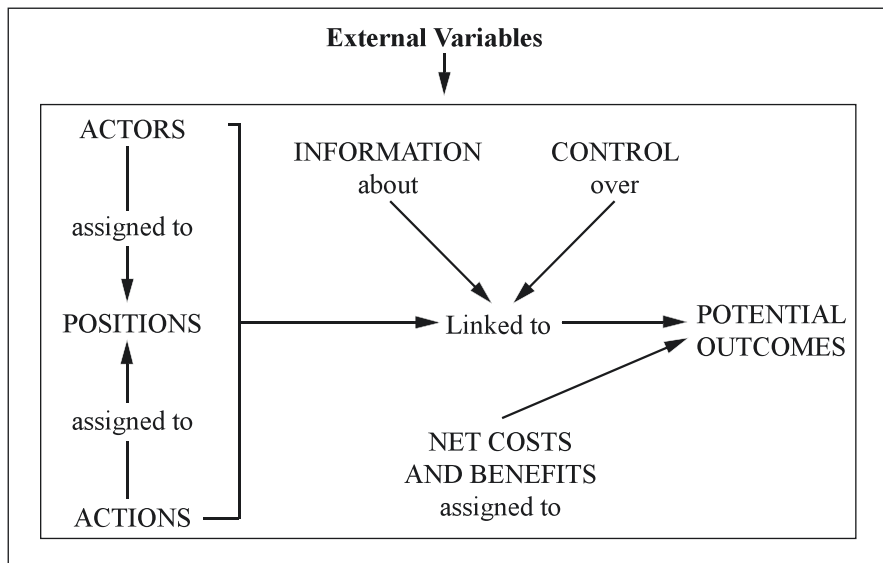 External Variables
ACTORS
assigned to
POSITIONS
assigned to
ACTIONS
INFORMATION
about
CONTROL
over
Linked to
POTENTIAL
OUTCOMES
NET COSTS
AND BENEFITS
assigned to